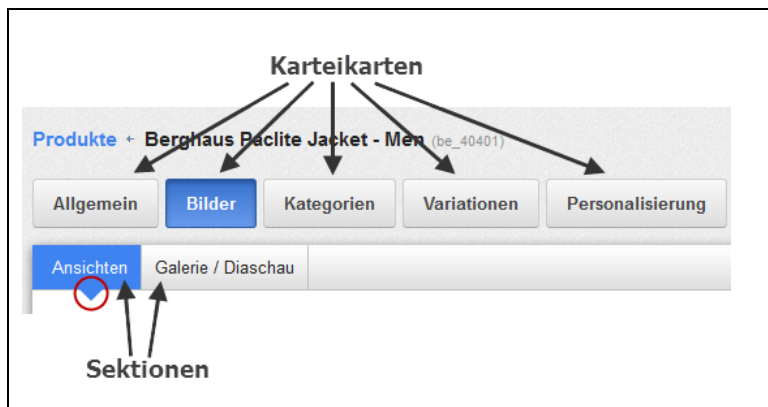 Karteikarten
Produkte ← Berghaus Paclite Jacket - Men (be_40401)
Allgemein Bilder Kategorien Variationen Personalisierung
Ansichten Galerie / Diaschau
Sektionen